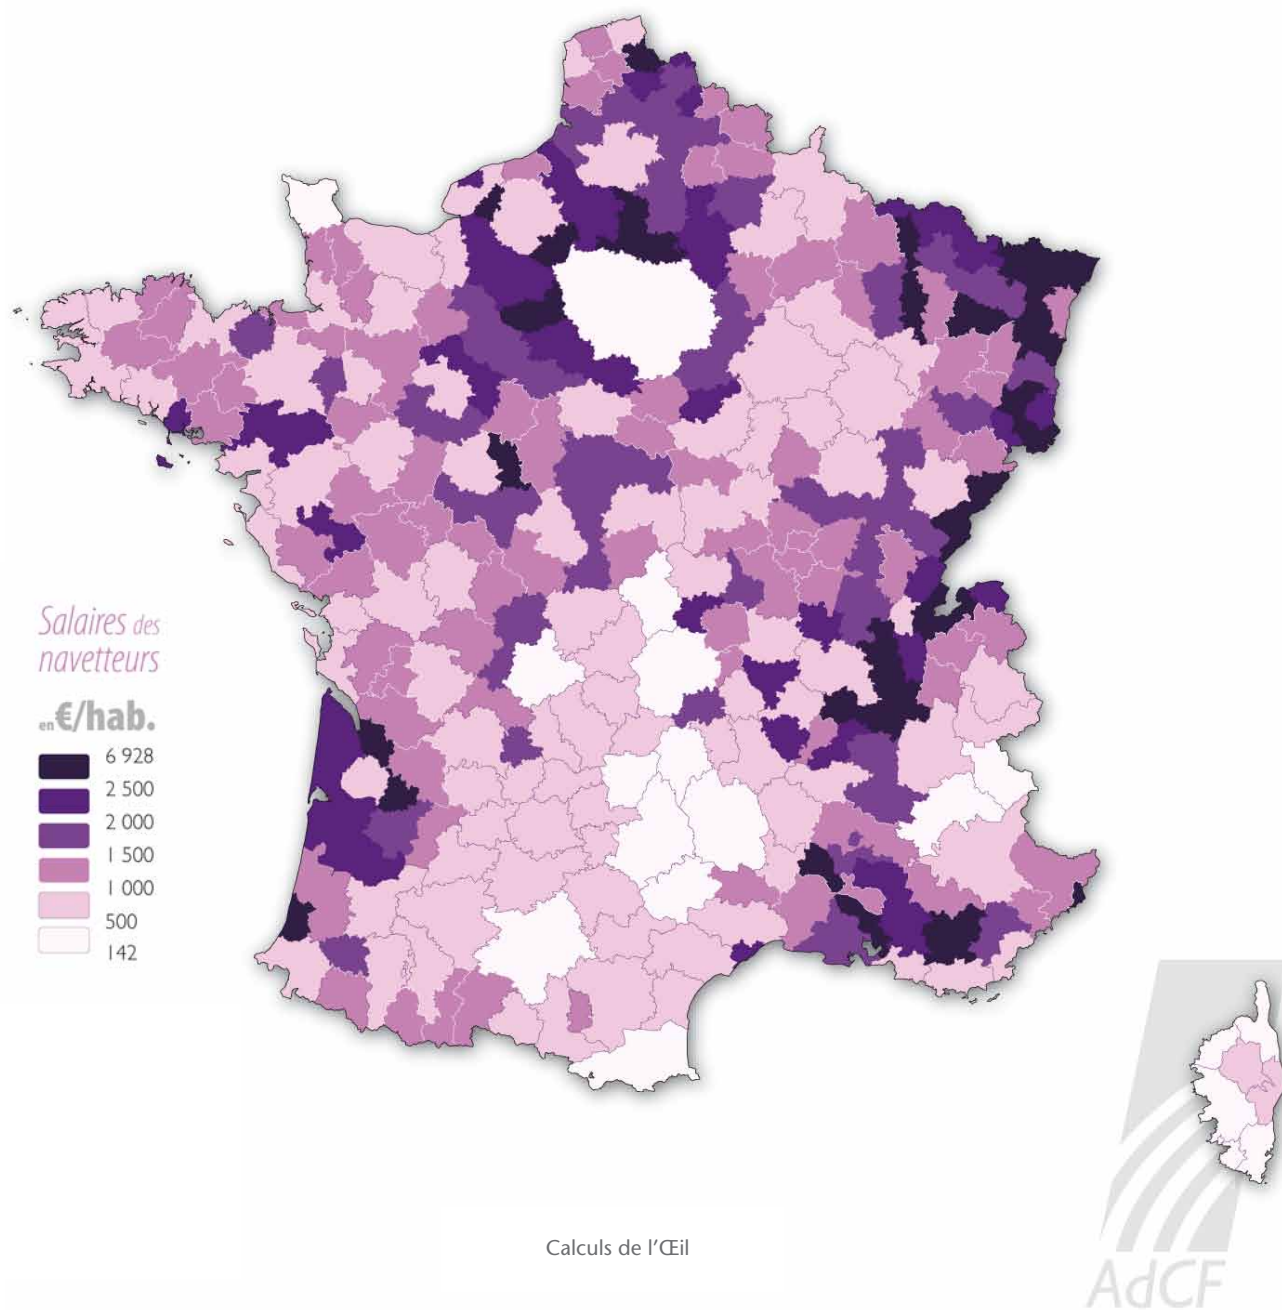 Salaires des
navetteurs
en €/hab.
6 928
2 500
2 000
1 500
1 000
500
142
Calculs de l'Œil
AdCF